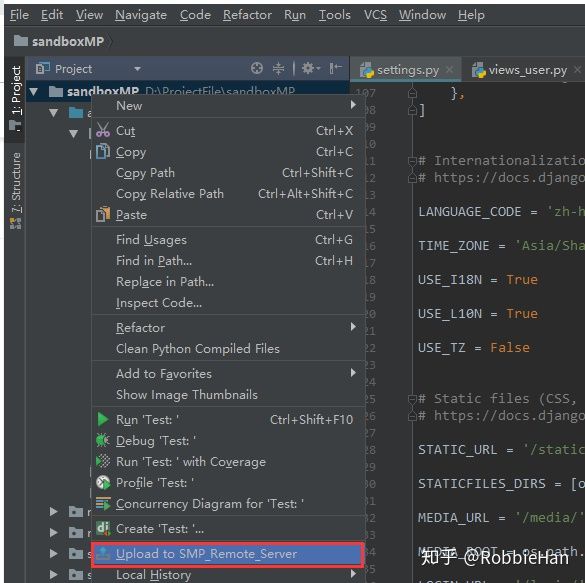 File Edit View Navigate Code Refactor Run Tools VCS Window Help
sandboxMP
1: Project
7: Structure
Project
settings.py
views_user.py
sandboxMP D:\ProjectFile\sandboxMP
New
Cut Ctrl+X
Copy Ctrl+C
Copy Path Ctrl+Shift+C
Copy Relative Path Ctrl+Alt+Shift+C
Paste Ctrl+V
Find Usages Ctrl+G
Find in Path... Ctrl+H
Replace in Path...
Inspect Code...
Refactor
Clean Python Compiled Files
Add to Favorites
Show Image Thumbnails
Run 'Test: ' Ctrl+Shift+F10
Debug 'Test: '
Run 'Test: ' with Coverage
Profile 'Test: '
Concurrency Diagram for 'Test: '
Create 'Test: '...
Upload to SMP_Remote_Server
Local History
107 },
108 ]
# Internationalizatio
# https://docs.djang
LANGUAGE_CODE = 'zh-h
TIME_ZONE = 'Asia/Sha
USE_I18N = True
USE_L10N = True
USE_TZ = False
# Static files (CSS,
# https://docs.django
STATIC_URL = '/static
STATICFILES_DIRS = [o
MEDIA_URL = '/media/'
MEDIA_ROOT = os.path.
知乎 @RobbieHan